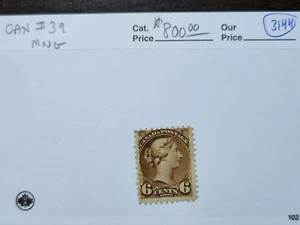 CAN #39
MNG
Cat. Price $800.00
Our Price
3144
CANADA POSTAGE
6 CENTS 6
102